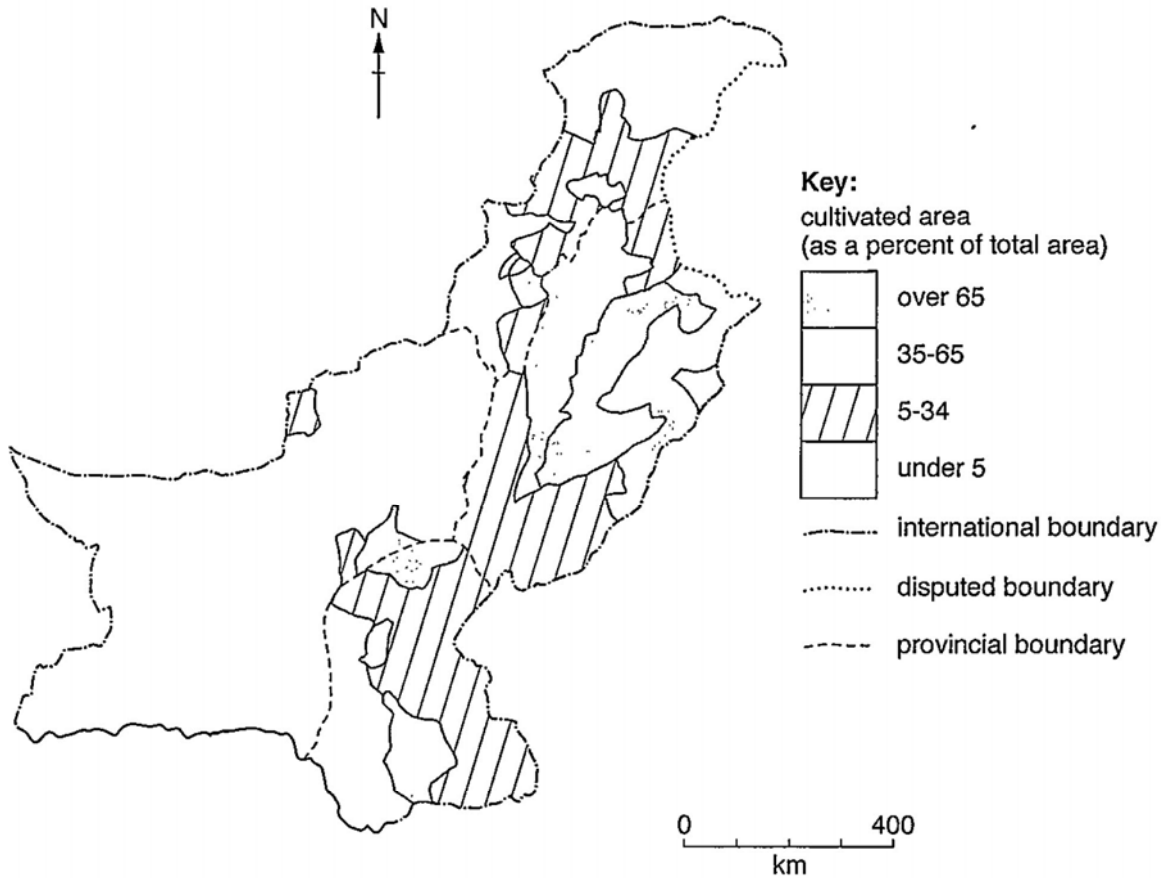 N
Key:
cultivated area
(as a percent of total area)
over 65
35-65
5-34
under 5
international boundary
disputed boundary
provincial boundary
0 400
km